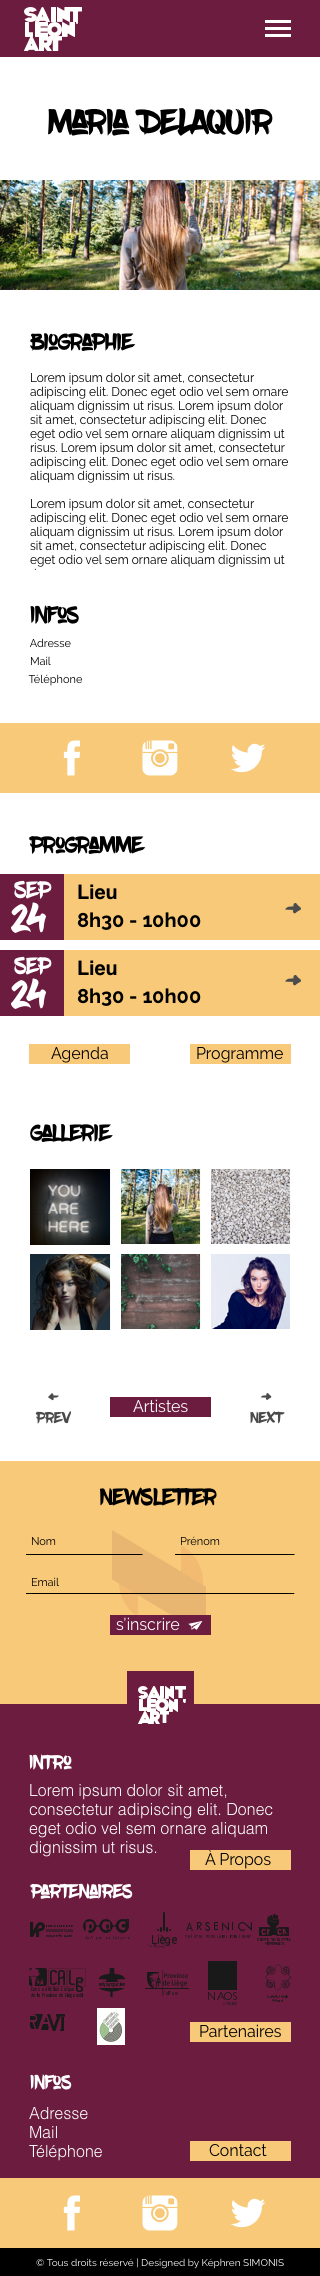 SAINT
LEON
ART
MARIA DELAQUIR
BIOGRAPHIE
Lorem ipsum dolor sit amet, consectetur
adipiscing elit. Donec eget odio vel sem ornare
aliquam dignissim ut risus. Lorem ipsum dolor
sit amet, consectetur adipiscing elit. Donec
eget odio vel sem ornare aliquam dignissim ut
risus. Lorem ipsum dolor sit amet, consectetur
adipiscing elit. Donec eget odio vel sem ornare
aliquam dignissim ut risus.
Lorem ipsum dolor sit amet, consectetur
adipiscing elit. Donec eget odio vel sem ornare
aliquam dignissim ut risus. Lorem ipsum dolor
sit amet, consectetur adipiscing elit. Donec
eget odio vel sem ornare aliquam dignissim ut
INFOS
Adresse
Mail
Téléphone
PROGRAMME
SEP
24
Lieu
8h30 - 10h00
SEP
24
Lieu
8h30 - 10h00
Agenda
Programme
GALLERIE
YOU
ARE
HERE
PREV
Artistes
NEXT
NEWSLETTER
Nom
Prénom
Email
s'inscrire
SAINT
LEON
ART
INTRO
Lorem ipsum dolor sit amet,
consectetur adipiscing elit. Donec
eget odio vel sem ornare aliquam
dignissim ut risus.
À Propos
PARTENAIRES
Liège
ARSENIC
Province
de Liège
NAOS
Partenaires
INFOS
Adresse
Mail
Téléphone
Contact
© Tous droits réservé | Designed by Képhren SIMONIS